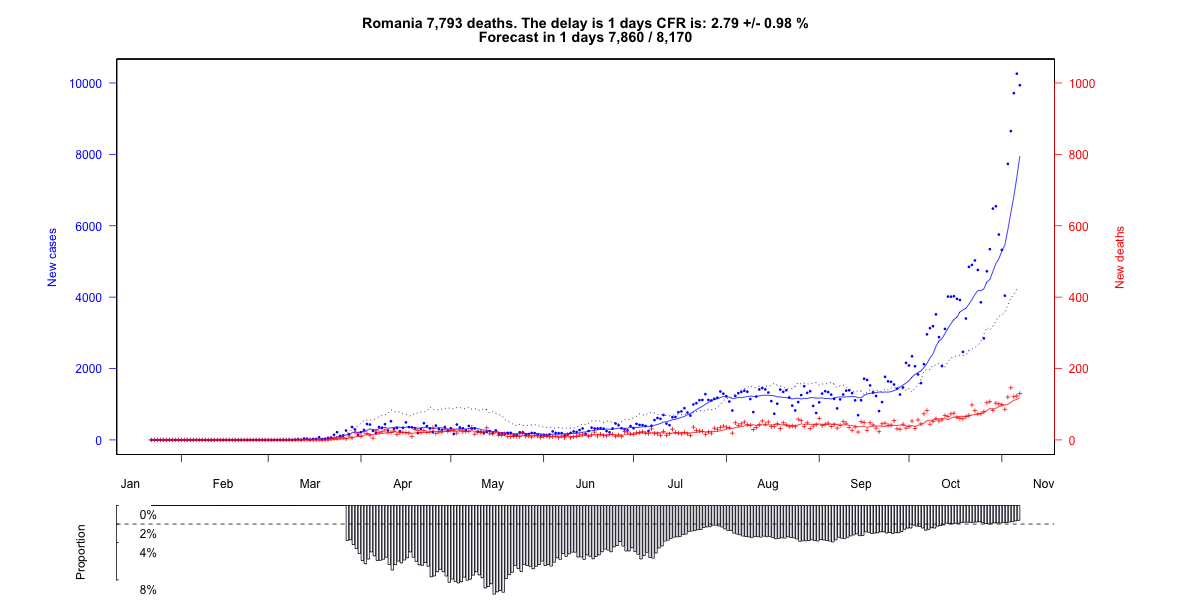 Romania 7,793 deaths. The delay is 1 days CFR is: 2.79 +/- 0.98 %
Forecast in 1 days 7,860 / 8,170
10000
8000
6000
4000
2000
0
New cases
1000
800
600
400
200
0
New deaths
Jan Feb Mar Apr May Jun Jul Aug Sep Oct Nov
0%
2%
4%
8%
Proportion